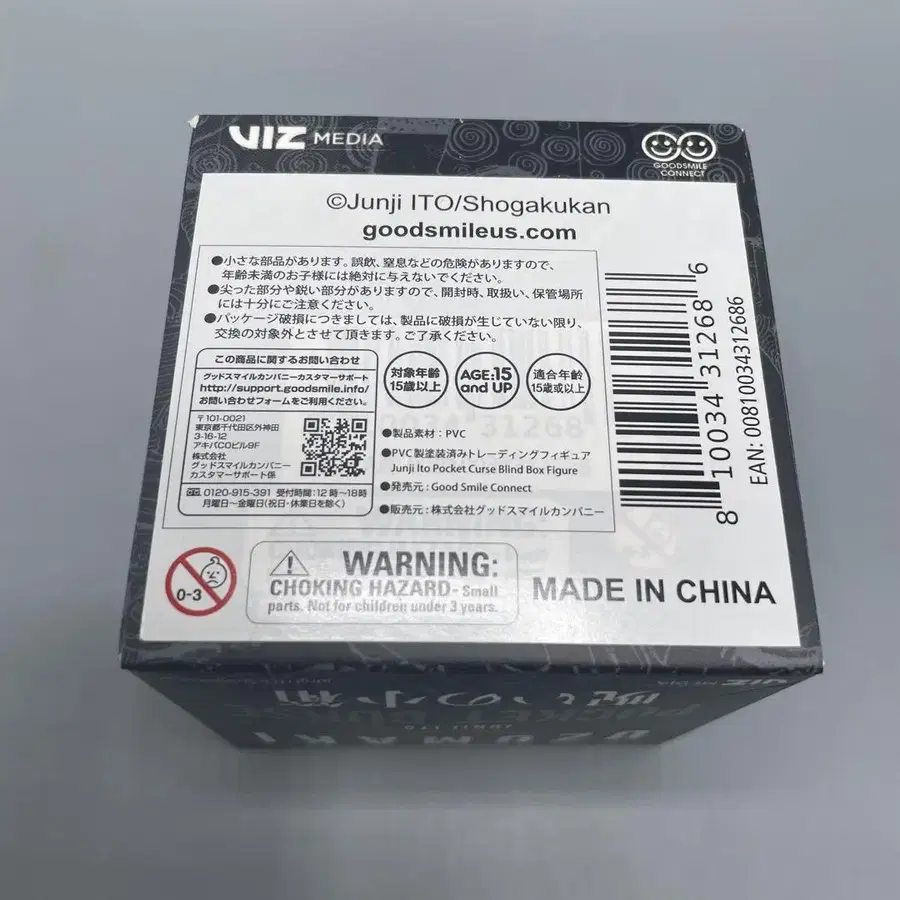 VIZ MEDIA
GOODSMILE
CONNECT
©Junji ITO/Shogakukan
goodsmileus.com
●小さな部品があります。誤飲、窒息などの危険がありますので、
年齢未満のお子様には絶対に与えないでください。
●尖った部分や鋭い部分がありますので、開封時、取扱い、保管場所
には十分にご注意ください。
●パッケージ破損につきましては、製品に破損が生じていない限り、
交換の対象外とさせて頂きます。ご了承ください。
この商品に関するお問い合わせ
グッドスマイルカンパニーカスタマーサポート
http://support.goodsmile.info/
お問い合わせフォームをご利用ください。
〒101-0021
東京都千代田区外神田
3-16-12
アキバCOビル9F
株式会社
グッドスマイルカンパニー
カスタマーサポート係
0120-915-391 受付時間:12時〜18時
月曜日〜金曜日(祝日・休業日を除く)
対象年齢
15歳以上
AGE:15
and UP
適合年齢
15歳或以上
●製品素材：PVC
●PVC製塗装済みトレーディングフィギュア
Junji Ito Pocket Curse Blind Box Figure
●発売元：Good Smile Connect
●販売元：株式会社グッドスマイルカンパニー
8 10034 31268 6
EAN: 0081003431 2686
0-3
WARNING:
CHOKING HAZARD- Small
parts. Not for children under 3 years.
MADE IN CHINA
VIZ MEDIA
呪いの小箱
POCKET CURSE
JUNJI ITO
UZUMAKI